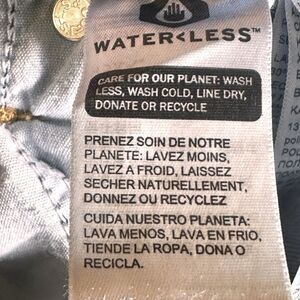 WATER<LESS™
CARE FOR OUR PLANET: WASH
LESS, WASH COLD, LINE DRY,
DONATE OR RECYCLE
PRENEZ SOIN DE NOTRE
PLANETE: LAVEZ MOINS,
LAVEZ A FROID, LAISSEZ
SECHER NATURELLEMENT,
DONNEZ OU RECYCLEZ
CUIDA NUESTRO PLANETA:
LAVA MENOS, LAVA EN FRIO,
TIENDE LA ROPA, DONA O
RECICLA.